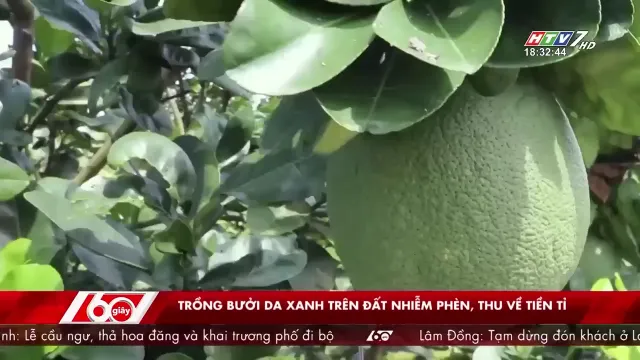 HTV7 HD
18:32:44
60 giây
TRỒNG BƯỞI DA XANH TRÊN ĐẤT NHIỄM PHÈN, THU VỀ TIỀN TỈ
nh: Lễ cầu ngư, thả hoa đăng và khai trương phố đi bộ 60 Lâm Đồng: Tạm dừng đón khách ở L